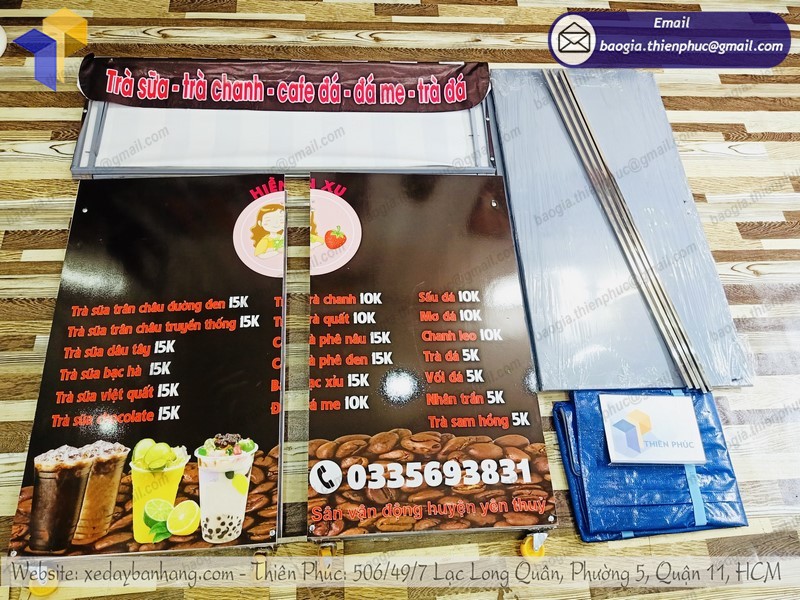 Email
baogia.thienphuc@gmail.com
Trà sữa - trà chanh - cafe đá - đá me - trà đá
XU
Trà sữa trân châu đường đen 15K
Trà sữa trân châu truyền thống 15K
Trà sữa dâu tây 15K
Trà sữa bạc hà 15K
Trà sữa việt quất 15K
Trà sữa chocolate 15K
trà chanh 10K
quất 10K
phê nâu 15K
phê đen 15K
xỉu 15K
me 10K
Sấu đá 10K
Mơ đá 10K
Chanh leo 10K
Trà đá 5K
Vối đá 5K
Nhân trần 5K
Trà sam hồng 5K
0335693831
Sân vận động huyện yên thuỷ
THIÊN PHÚC
baogia.thienphuc@gmail.com
Website: xedaybanhang.com - Thiên Phúc: 506/49/7 Lạc Long Quân, Phường 5, Quận 11, HCM